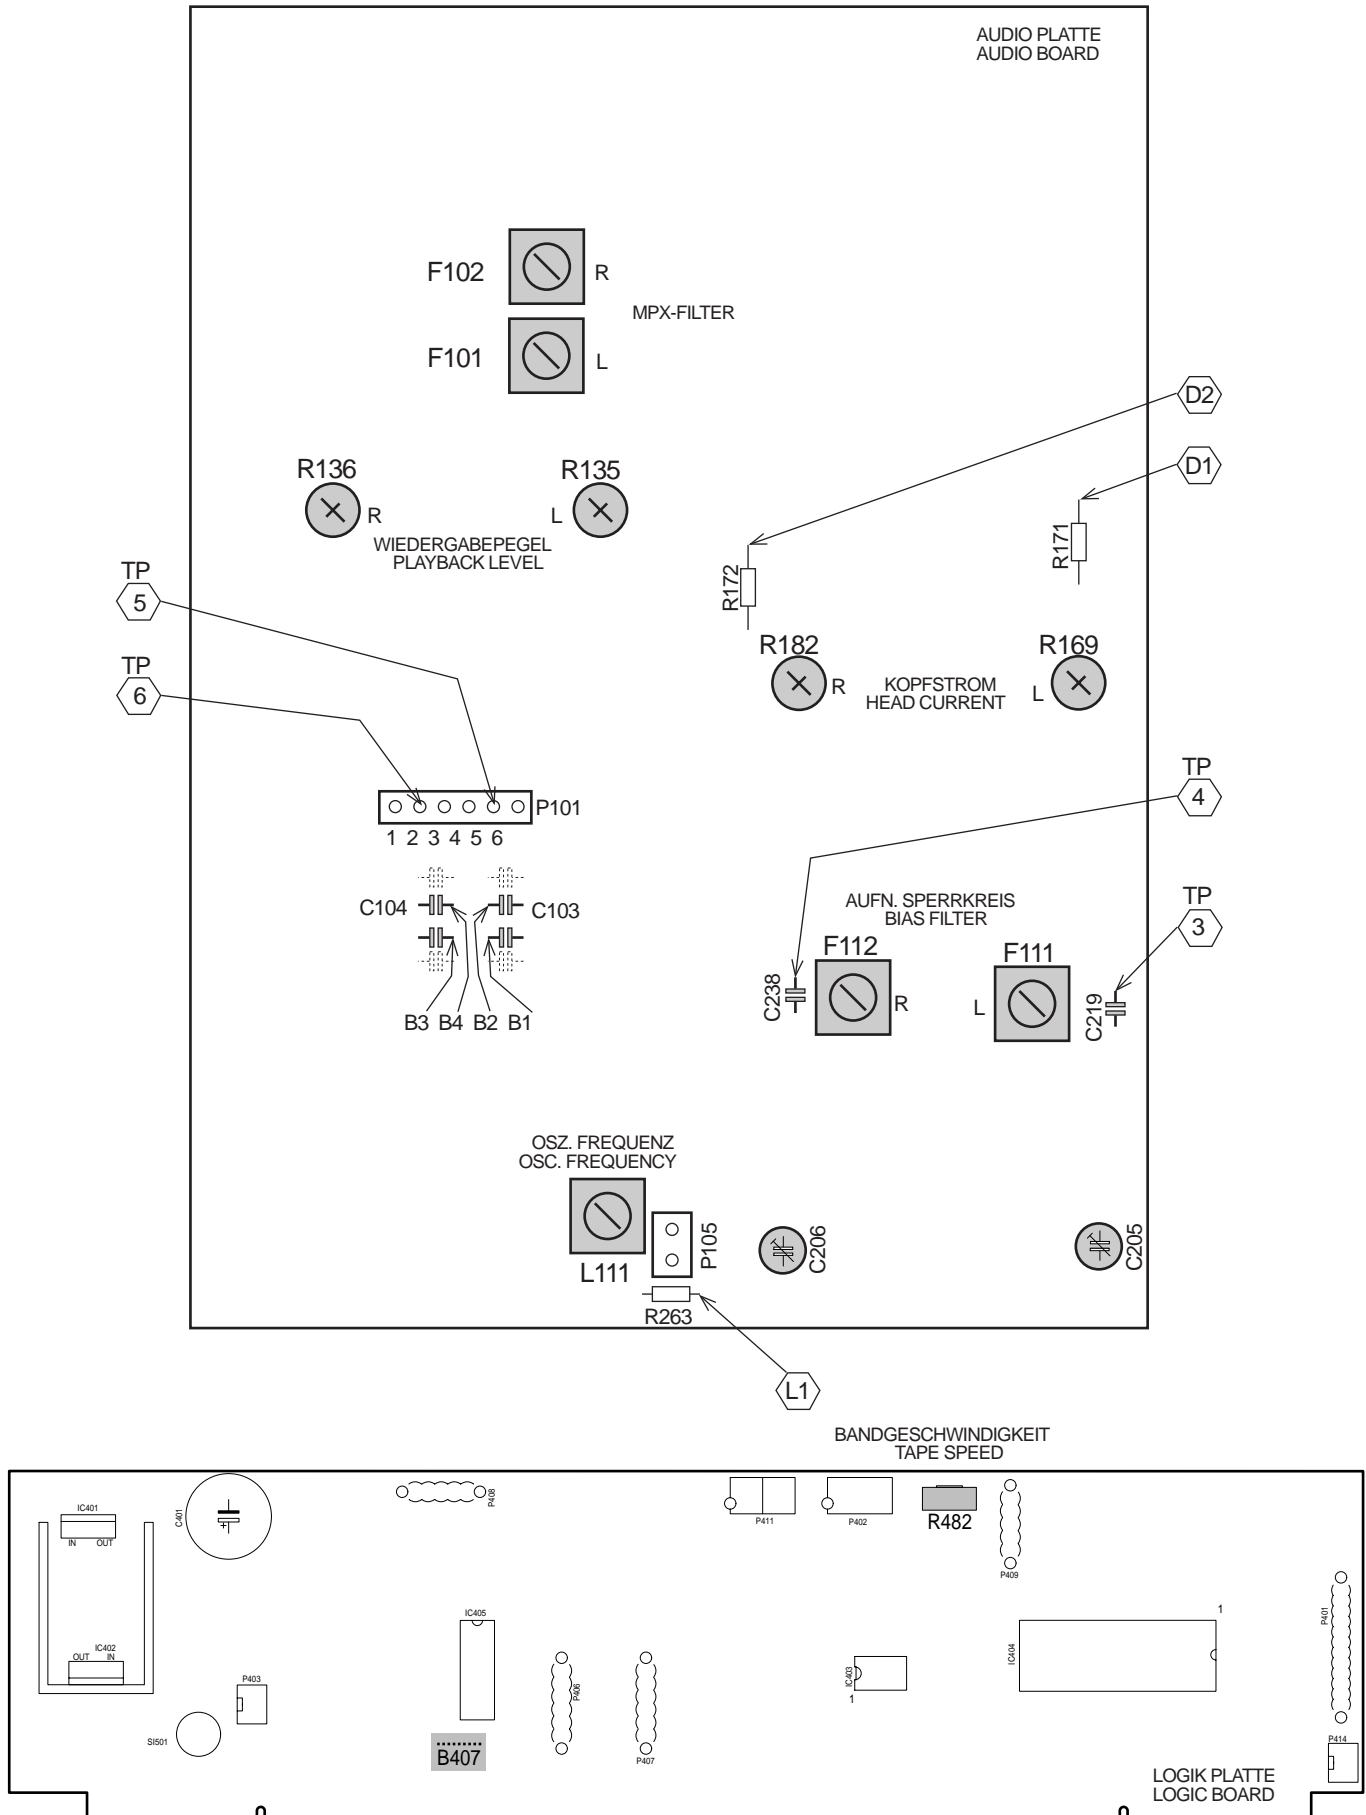 AUDIO PLATTE
AUDIO BOARD
F102
R
MPX-FILTER
F101
L
D2
D1
R136
R
R135
L
WIEDERGABEPEGEL
PLAYBACK LEVEL
R171
R172
TP
5
TP
6
R182
R
R169
L
KOPFSTROM
HEAD CURRENT
TP
4
P101
1 2 3 4 5 6
C104
C103
AUFN. SPERRKREIS
BIAS FILTER
TP
3
F112
R
F111
L
C238
C219
B3 B4 B2 B1
OSZ. FREQUENZ
OSC. FREQUENCY
L111
P105
C206
C205
R263
L1
BANDGESCHWINDIGKEIT
TAPE SPEED
IC401
IN OUT
C401
P408
P411
P402
R482
P409
IC402
OUT IN
P403
SI501
IC405
B407
P406
P407
IC403
1
IC404
1
P401
P414
LOGIK PLATTE
LOGIC BOARD